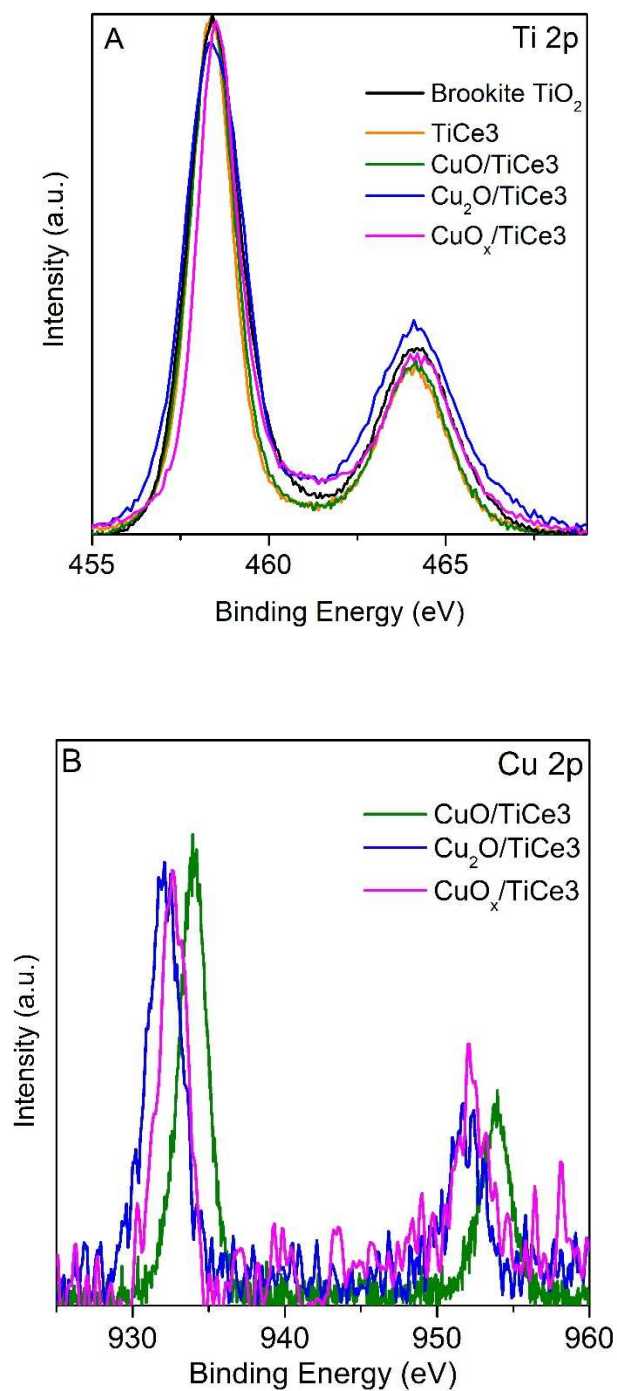 A
Ti 2p
Brookite TiO₂
TiCe3
CuO/TiCe3
Cu₂O/TiCe3
CuOₓ/TiCe3
Intensity (a.u.)
455 460 465
Binding Energy (eV)
B
Cu 2p
CuO/TiCe3
Cu₂O/TiCe3
CuOₓ/TiCe3
Intensity (a.u.)
930 940 950 960
Binding Energy (eV)